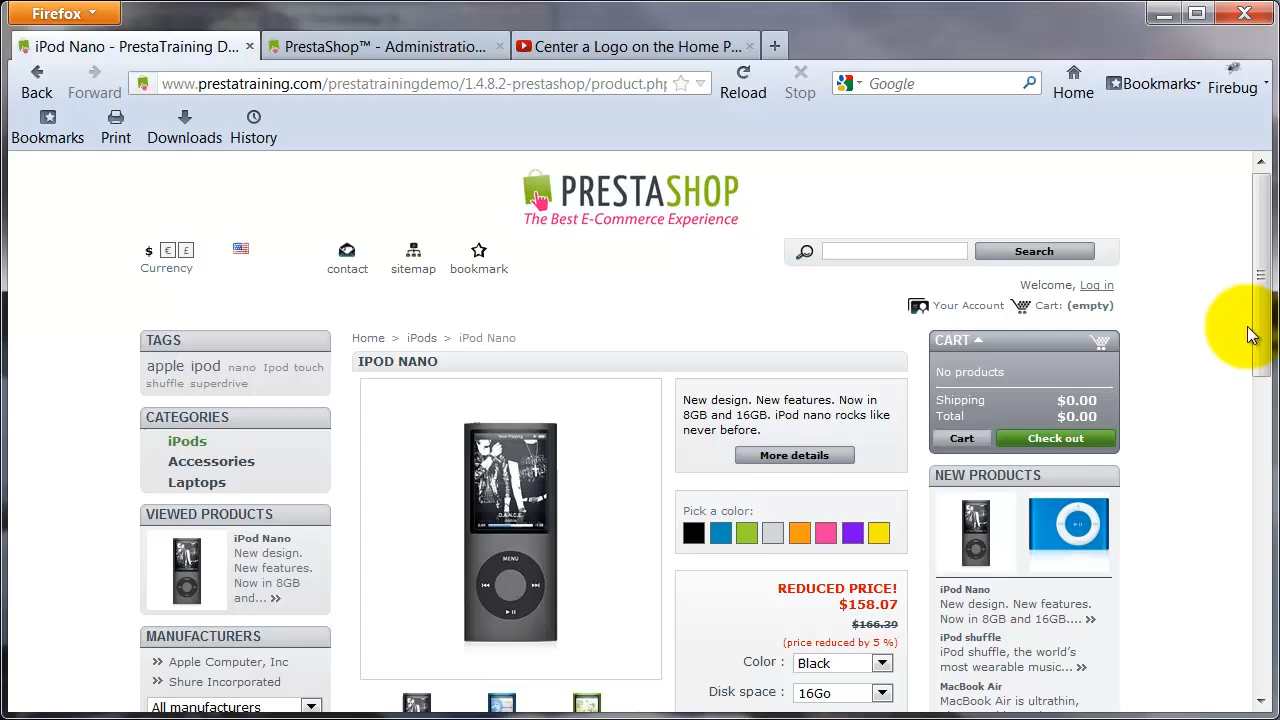 Firefox
iPod Nano - PrestaTraining D...
PrestaShop™ - Administratio...
Center a Logo on the Home P...
Back
Forward
www.prestatraining.com/prestatrainingdemo/1.4.8.2-prestashop/product.php
Reload
Stop
Google
Home
Bookmarks
Firebug
Bookmarks
Print
Downloads
History
PRESTASHOP
The Best E-Commerce Experience
$ € £
Currency
contact
sitemap
bookmark
Search
Welcome, Log in
Your Account
Cart: (empty)
TAGS
apple ipod nano Ipod touch
shuffle superdrive
CATEGORIES
iPods
Accessories
Laptops
VIEWED PRODUCTS
iPod Nano
New design.
New features.
Now in 8GB
and... »
MANUFACTURERS
» Apple Computer, Inc
» Shure Incorporated
All manufacturers
Home > iPods > iPod Nano
IPOD NANO
MENU
New design. New features. Now in
8GB and 16GB. iPod nano rocks like
never before.
More details
Pick a color:
REDUCED PRICE!
$158.07
$166.39
(price reduced by 5 %)
Color : Black
Disk space : 16Go
CART
No products
Shipping $0.00
Total $0.00
Cart
Check out
NEW PRODUCTS
iPod Nano
New design. New features.
Now in 8GB and 16GB.... »
iPod shuffle
iPod shuffle, the world's
most wearable music... »
MacBook Air
MacBook Air is ultrathin,